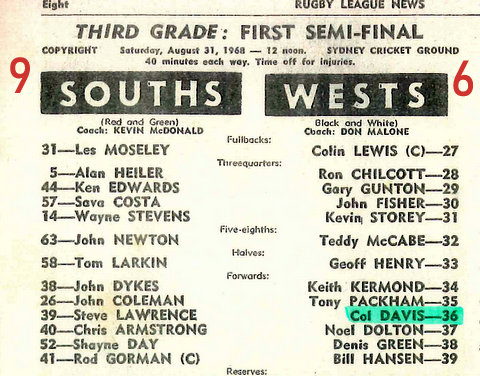 Eight RUGBY LEAGUE NEWS
THIRD GRADE: FIRST SEMI-FINAL
COPYRIGHT Saturday, August 31, 1968 — 12 noon. SYDNEY CRICKET GROUND
40 minutes each way. Time off for injuries.
9 SOUTHS WESTS 6
(Red and Green) Black and White)
Coach: KEVIN McDONALD Coach: DON MALONE
Fullbacks:
31—Les MOSELEY Colin LEWIS (C)—27
Threequarters:
5—Alan HEILER Ron CHILCOTT—28
44—Ken EDWARDS Gary GUNTON—29
57—Sava COSTA John FISHER—30
14—Wayne STEVENS Kevin STOREY—31
Five-eighths:
63—John NEWTON Teddy McCABE—32
Halves:
58—Tom LARKIN Geoff HENRY—33
Forwards:
38—John DYKES Keith KERMOND—34
26—John COLEMAN Tony PACKHAM—35
39—Steve LAWRENCE Col DAVIS—36
40—Chris ARMSTRONG Noel DOLTON—37
52—Shayne DAY Denis GREEN—38
41—Rod GORMAN (C) Bill HANSEN—39
Reserves: